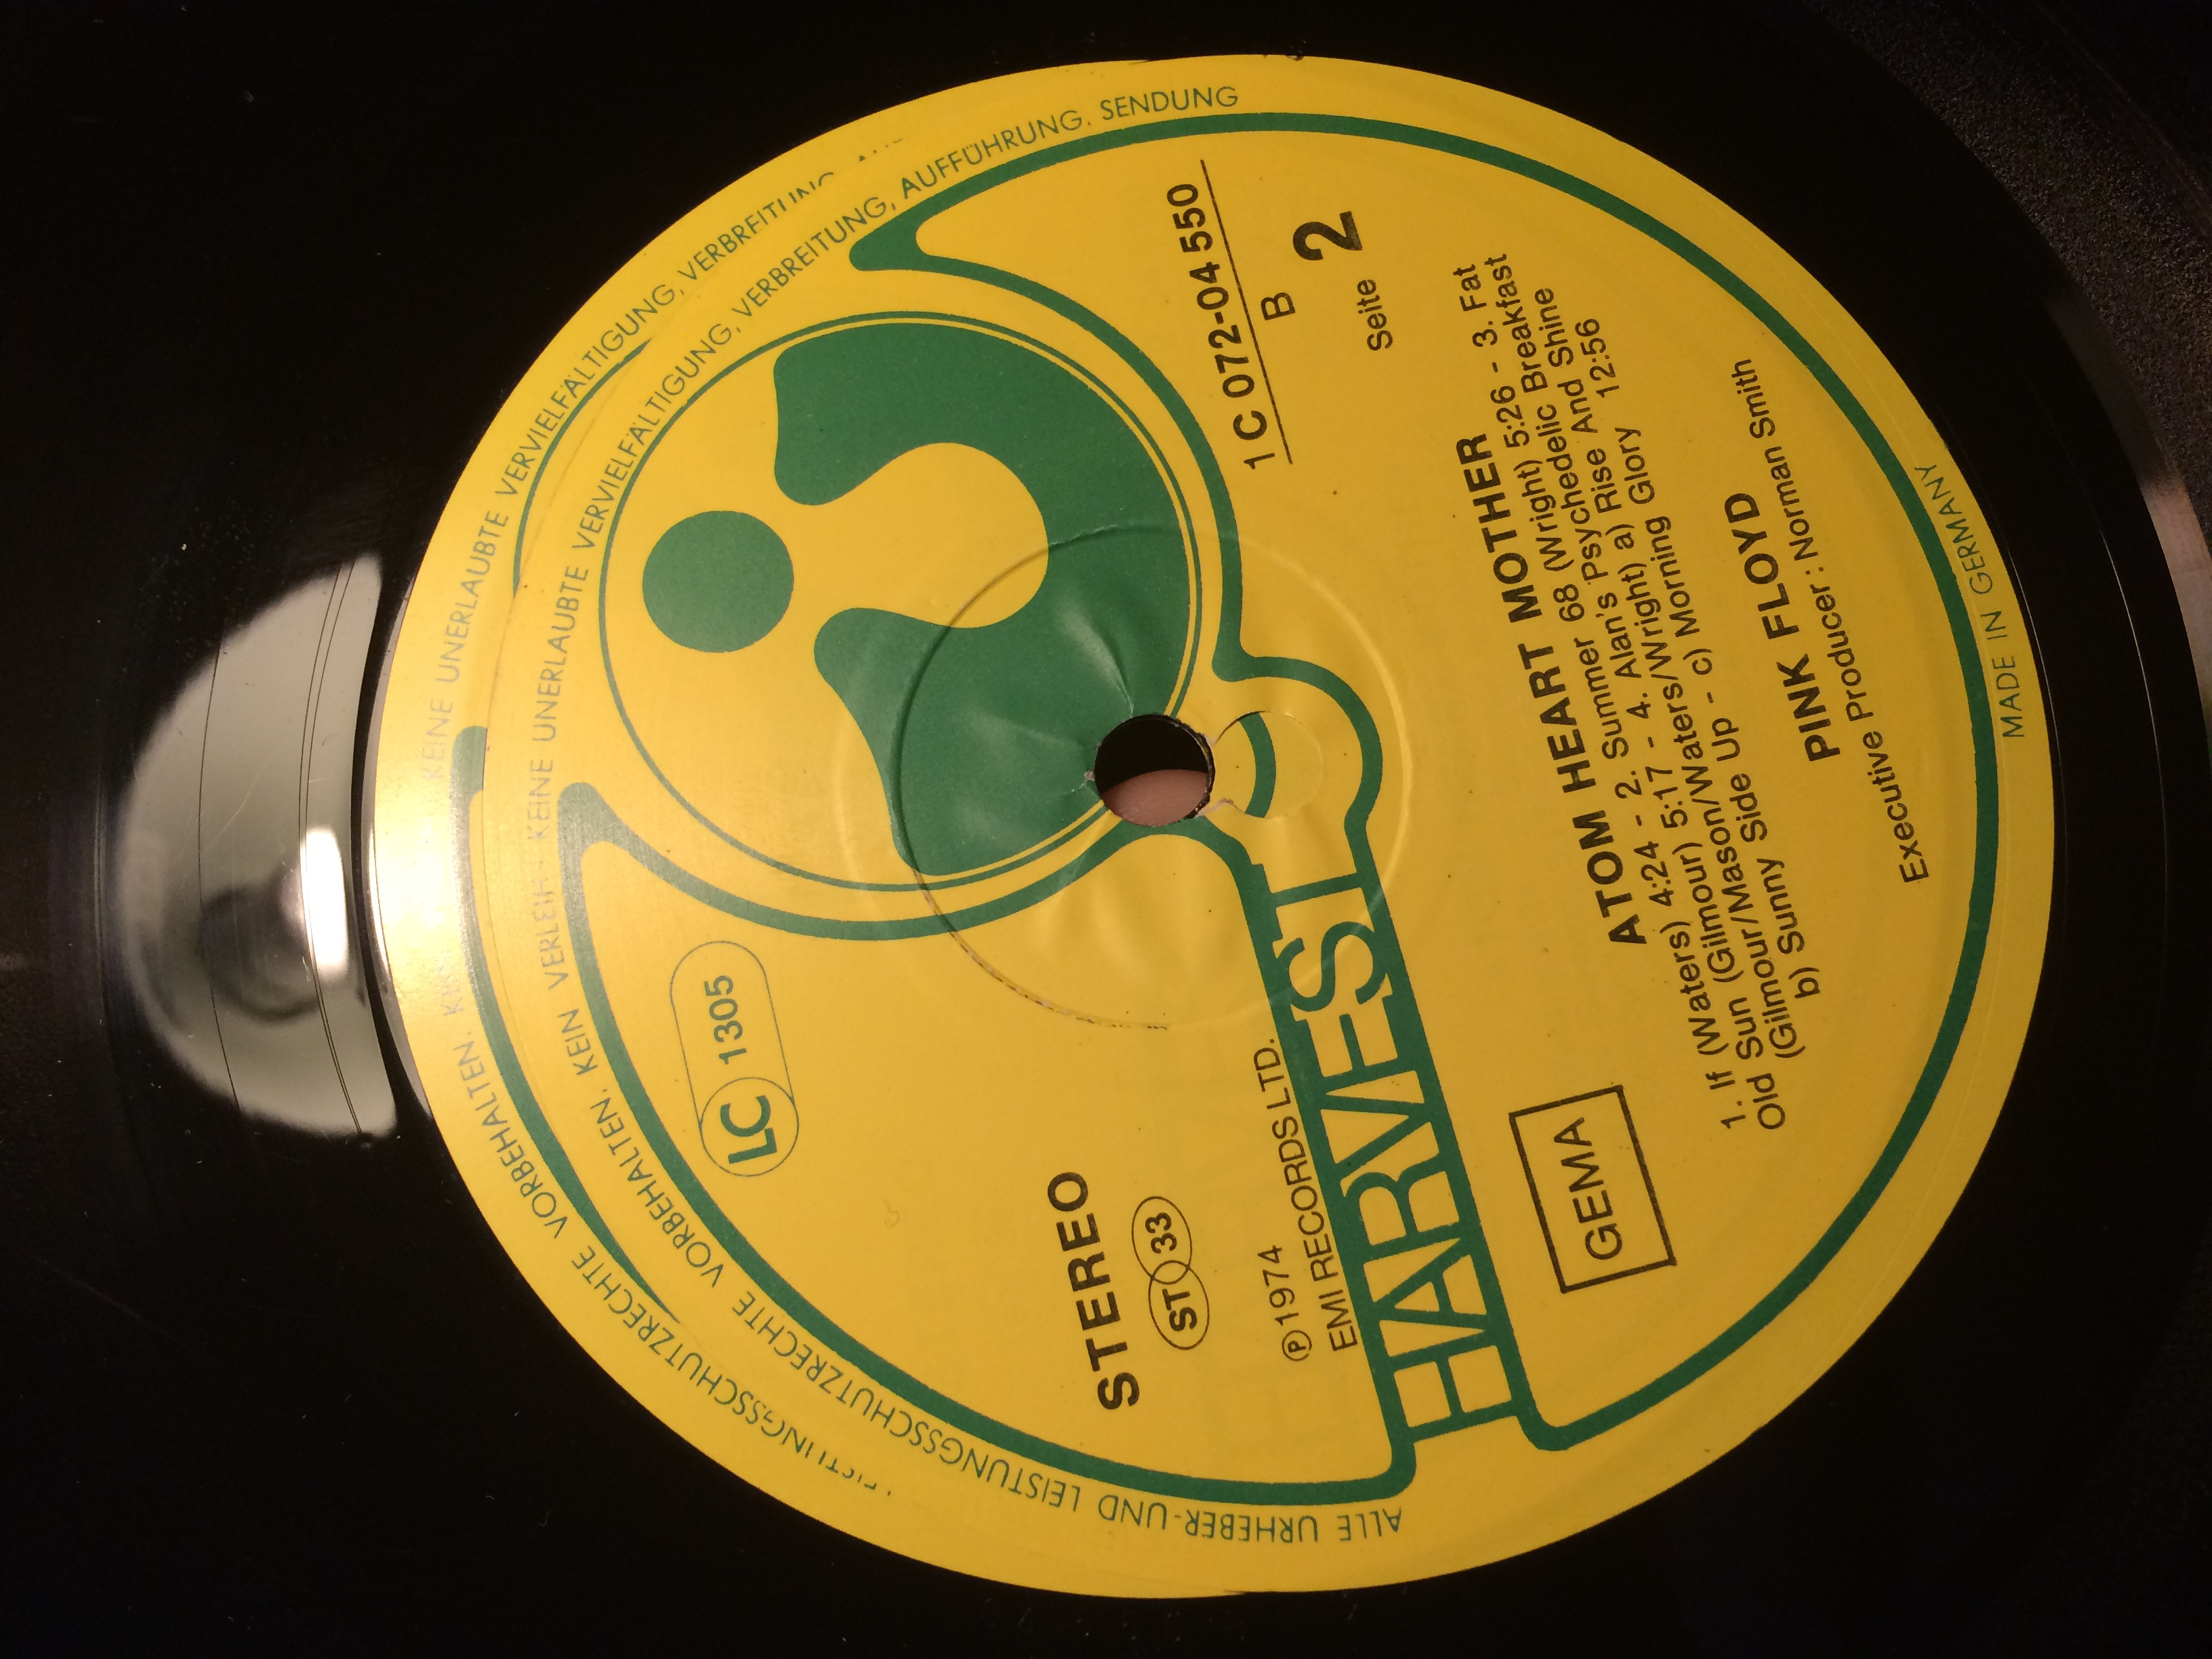 ALLE URHEBER- UND LEISTUNGSSCHUTZRECHTE VORBEHALTEN. KEIN VERLEIH KEINE UNERLAUBTE VERVIELFÄLTIGUNG, VERBREITUNG, AUFFÜHRUNG. SENDUNG
SSCHUTZRECHTE VORBEHALTEN. KEINE UNERLAUBTE VERVIELFÄLTIGUNG, VERBREITUNG
LC 1305
STEREO
ST 33
1 C 072-04 550
B
Seite 2
℗ 1974
EMI RECORDS LTD.
HARVEST
GEMA
ATOM HEART MOTHER
1. If (Waters) 4:24 - 2. Summer 68 (Wright) 5:26 - 3. Fat
Old Sun (Gilmour) 5:17 - 4. Alan's Psychedelic Breakfast
(Gilmour/Mason/Waters/Wright) a) Rise And Shine
b) Sunny Side Up - c) Morning Glory 12:56
PINK FLOYD
Executive Producer: Norman Smith
MADE IN GERMANY